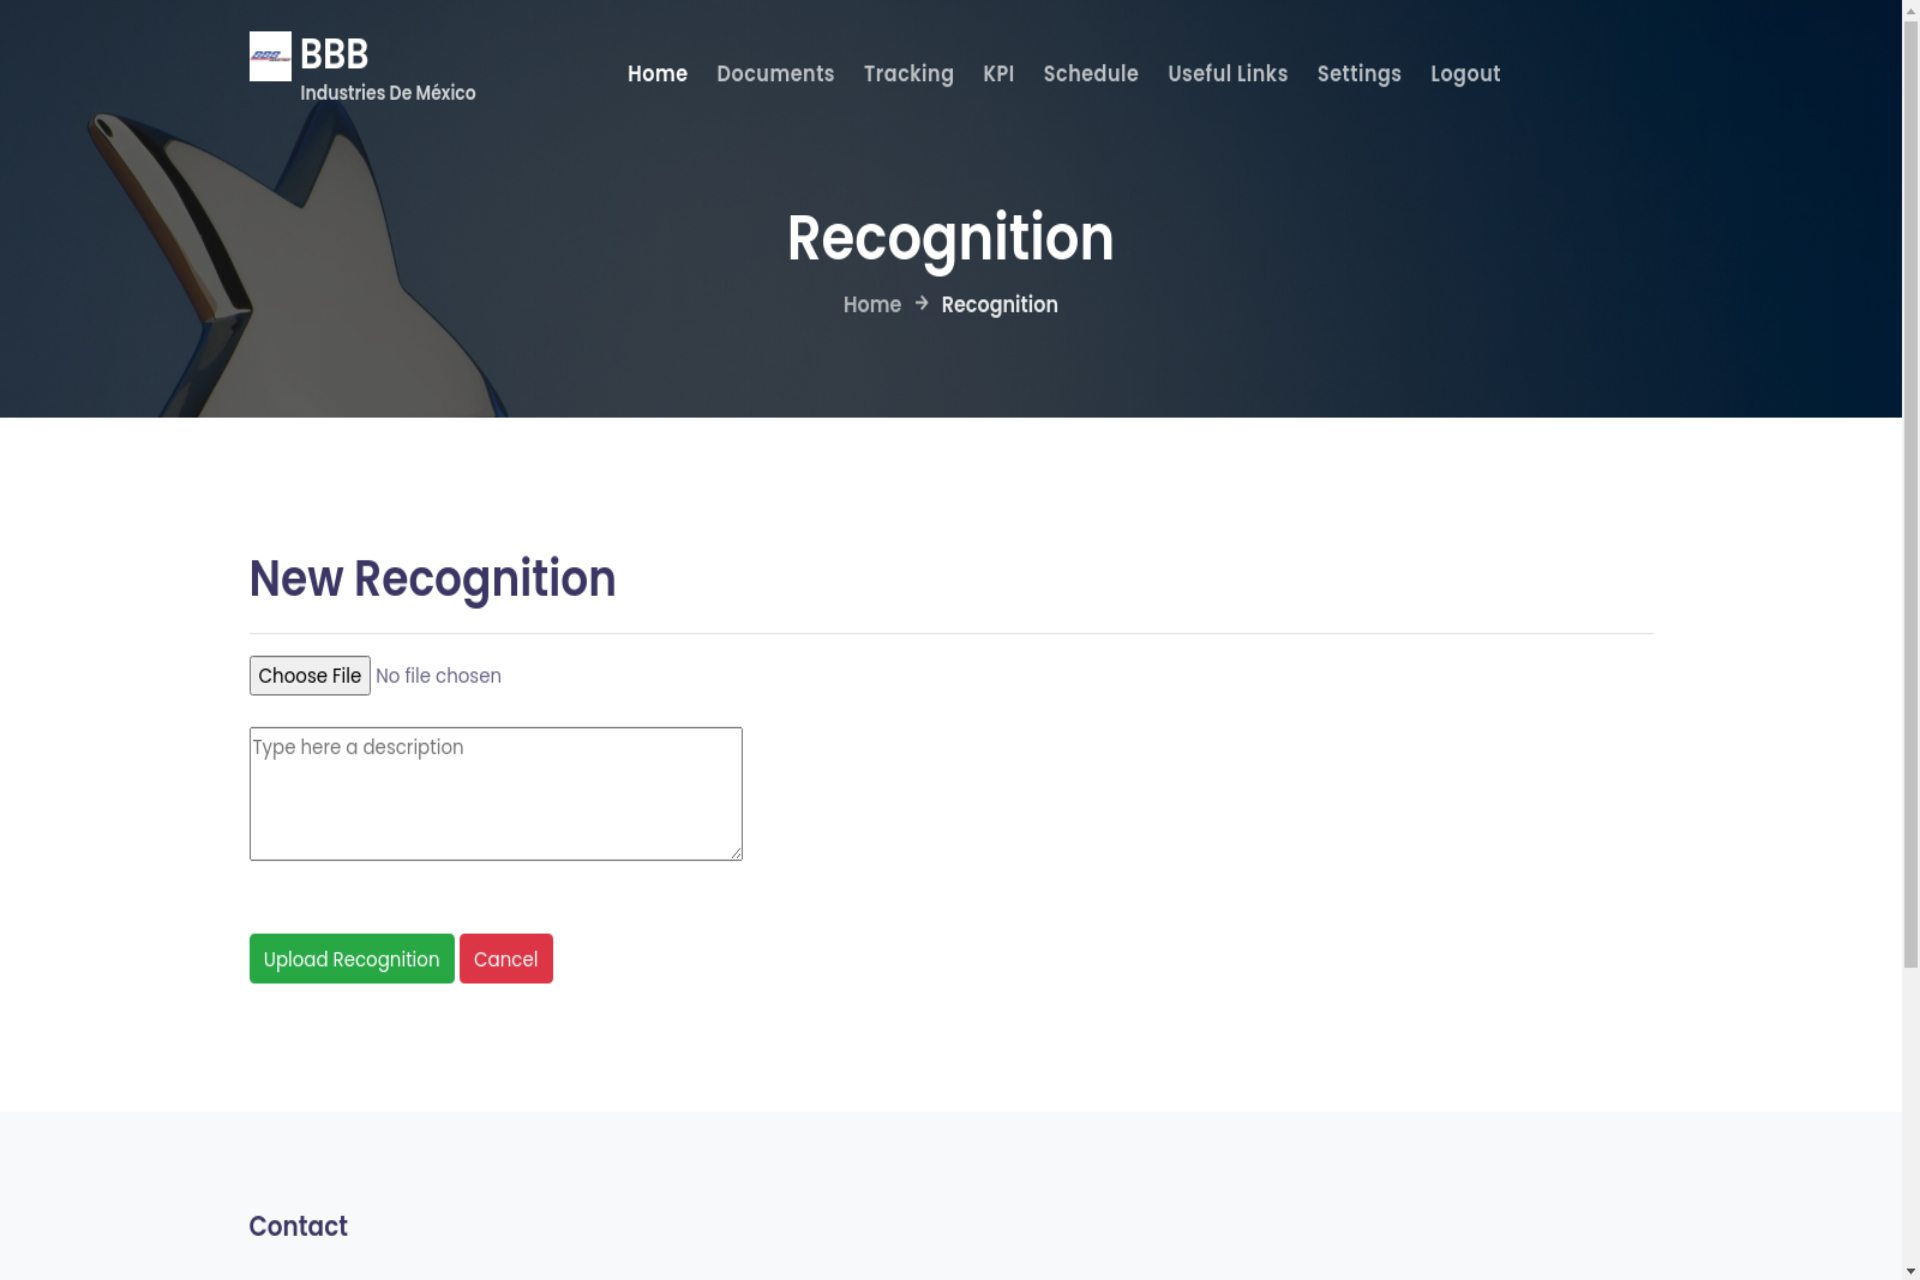 BBB
Industries De México
Home Documents Tracking KPI Schedule Useful Links Settings Logout
Recognition
Home → Recognition
New Recognition
Choose File No file chosen
Type here a description
Upload Recognition Cancel
Contact